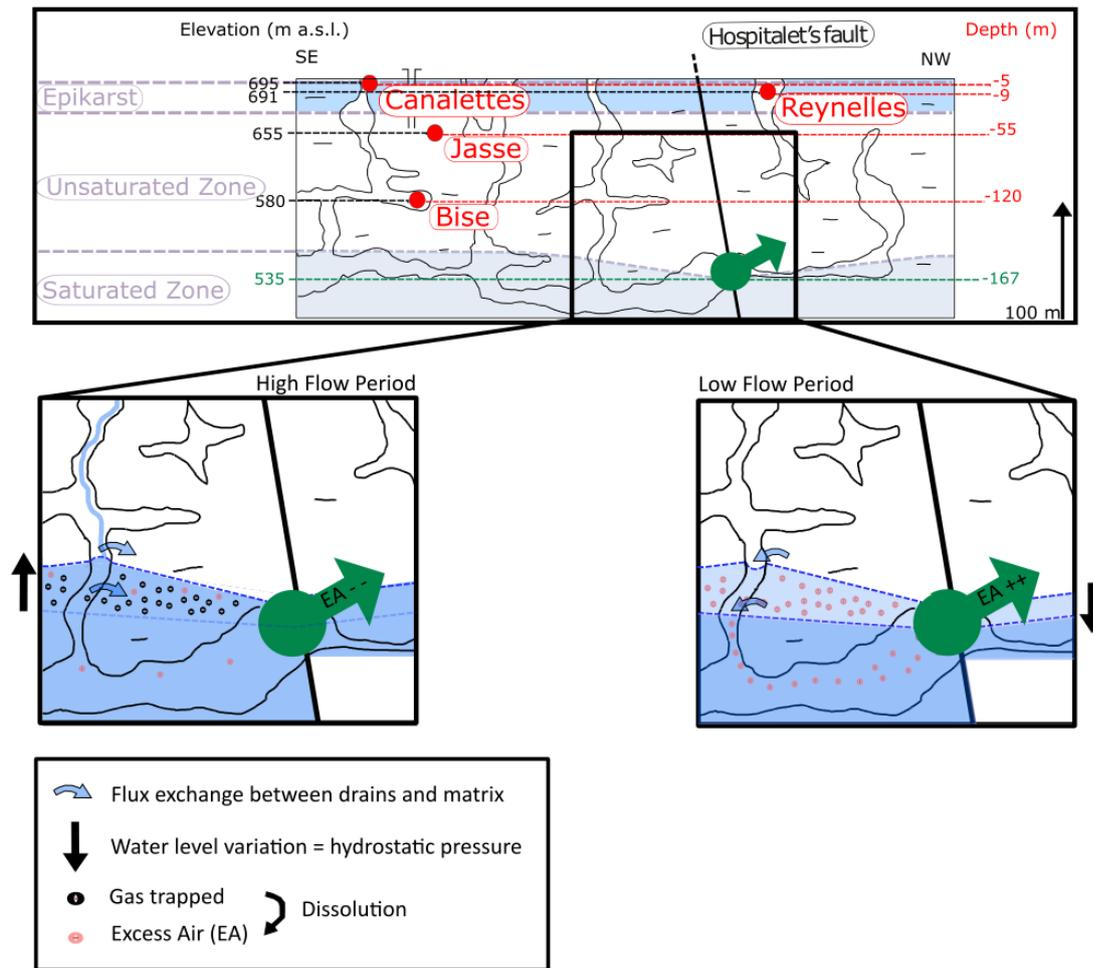 Elevation (m a.s.l.)
Hospitalet's fault
Depth (m)
SE
NW
695
-5
691
-9
Epikarst
Canalettes
Reynelles
655
-55
Jasse
Unsaturated Zone
580
-120
Bise
535
-167
Saturated Zone
100 m
High Flow Period
Low Flow Period
EA - -
EA ++
Flux exchange between drains and matrix
Water level variation = hydrostatic pressure
Gas trapped
Dissolution
Excess Air (EA)